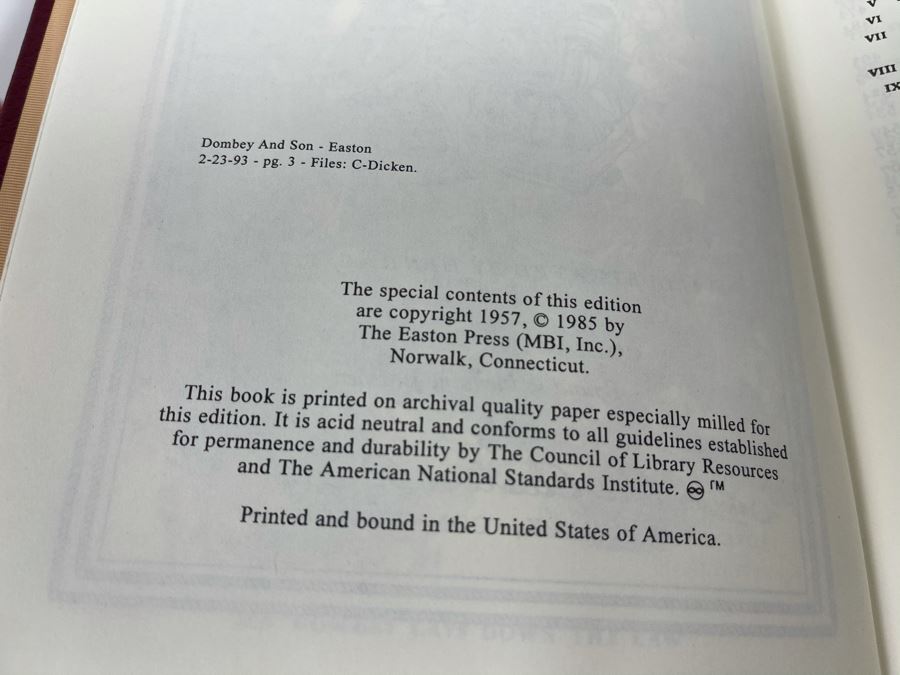 Dombey And Son - Easton
2-23-93 - pg. 3 - Files: C-Dicken.
The special contents of this edition
are copyright 1957, © 1985 by
The Easton Press (MBI, Inc.),
Norwalk, Connecticut.
This book is printed on archival quality paper especially milled for
this edition. It is acid neutral and conforms to all guidelines established
for permanence and durability by The Council of Library Resources
and The American National Standards Institute. ♾ ™
Printed and bound in the United States of America.
V
VI
VII
VIII
IX